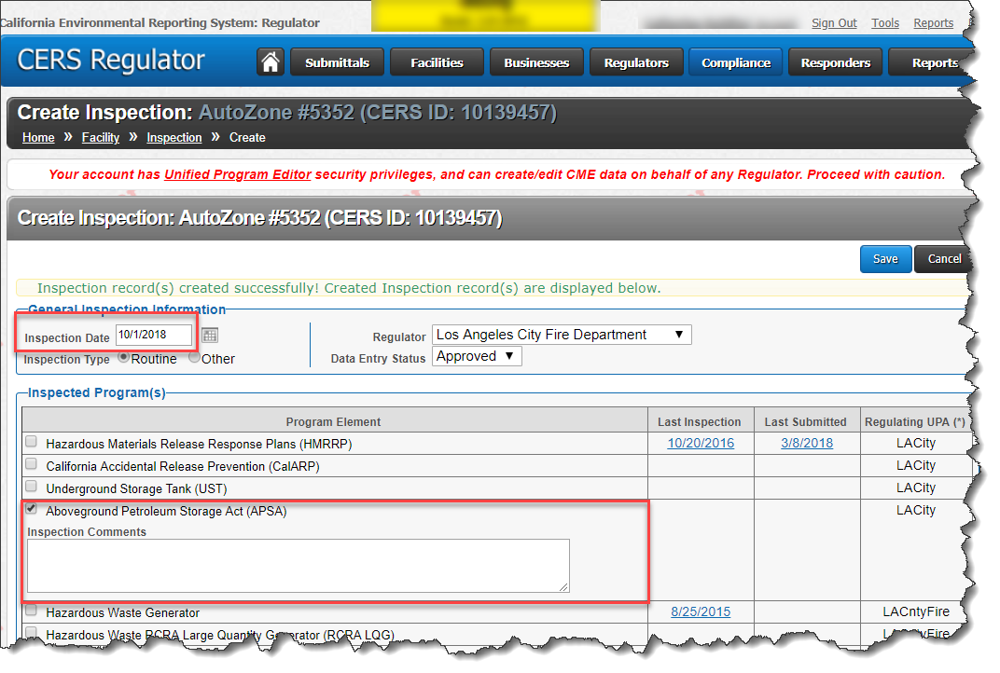 California Environmental Reporting System: Regulator
Sign Out Tools Reports
CERS Regulator
Submittals Facilities Businesses Regulators Compliance Responders Reports
Create Inspection: AutoZone #5352 (CERS ID: 10139457)
Home » Facility » Inspection » Create
Your account has Unified Program Editor security privileges, and can create/edit CME data on behalf of any Regulator. Proceed with caution.
Create Inspection: AutoZone #5352 (CERS ID: 10139457)
Save Cancel
Inspection record(s) created successfully! Created Inspection record(s) are displayed below.
General Inspection Information
Inspection Date 10/1/2018 Regulator Los Angeles City Fire Department
Inspection Type Routine Other Data Entry Status Approved
Inspected Program(s)
Program Element Last Inspection Last Submitted Regulating UPA (*)
Hazardous Materials Release Response Plans (HMRRP) 10/20/2016 3/8/2018 LACity
California Accidental Release Prevention (CalARP) LACity
Underground Storage Tank (UST) LACity
Aboveground Petroleum Storage Act (APSA) LACity
Inspection Comments
Hazardous Waste Generator 8/25/2015 LACntyFire
Hazardous Waste RCRA Large Quantity Generator (RCRA LQG) LACntyFire